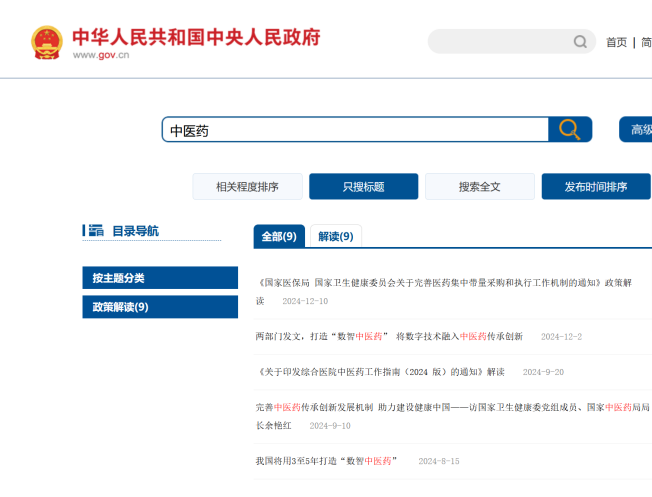 中华人民共和国中央人民政府
www.gov.cn
首页 | 简
中医药
高级
相关程度排序
只搜标题
搜索全文
发布时间排序
目录导航
全部(9)
解读(9)
按主题分类
政策解读(9)
《国家医保局 国家卫生健康委员会关于完善医药集中带量采购和执行工作机制的通知》政策解
读 2024-12-10
两部门发文，打造“数智中医药” 将数字技术融入中医药传承创新 2024-12-2
《关于印发综合医院中医药工作指南（2024 版）的通知》解读 2024-9-20
完善中医药传承创新发展机制 助力建设健康中国——访国家卫生健康委党组成员、国家中医药局局
长余艳红 2024-9-10
我国将用3至5年打造“数智中医药” 2024-8-15